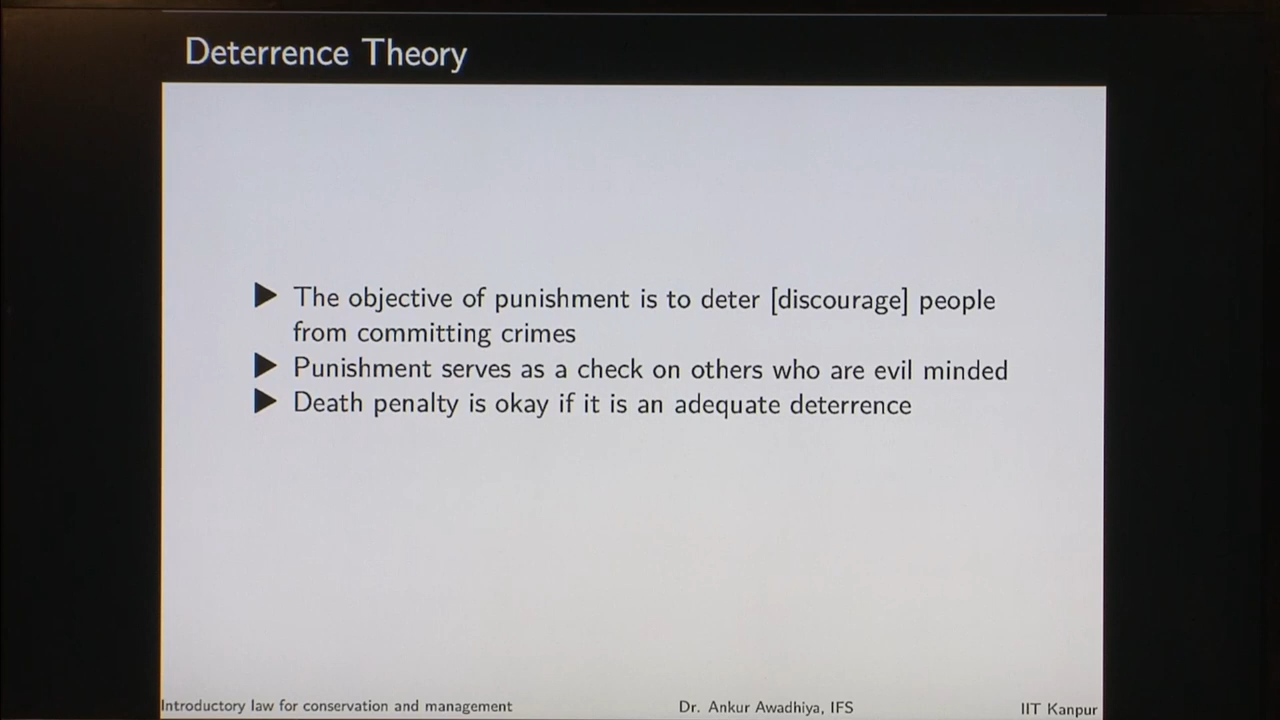 Deterrence Theory
▶ The objective of punishment is to deter [discourage] people
from committing crimes
▶ Punishment serves as a check on others who are evil minded
▶ Death penalty is okay if it is an adequate deterrence
Introductory law for conservation and management Dr. Ankur Awadhiya, IFS IIT Kanpur